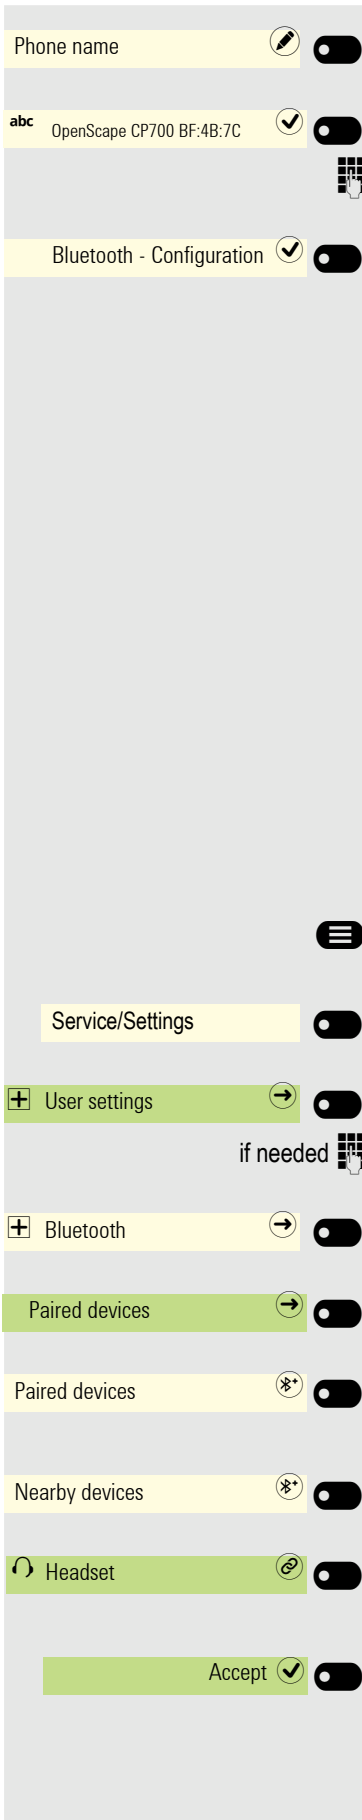 Phone name
abc OpenScape CP700 BF:4B:7C
Bluetooth - Configuration
Service/Settings
User settings
if needed
Bluetooth
Paired devices
Paired devices
Nearby devices
Headset
Accept